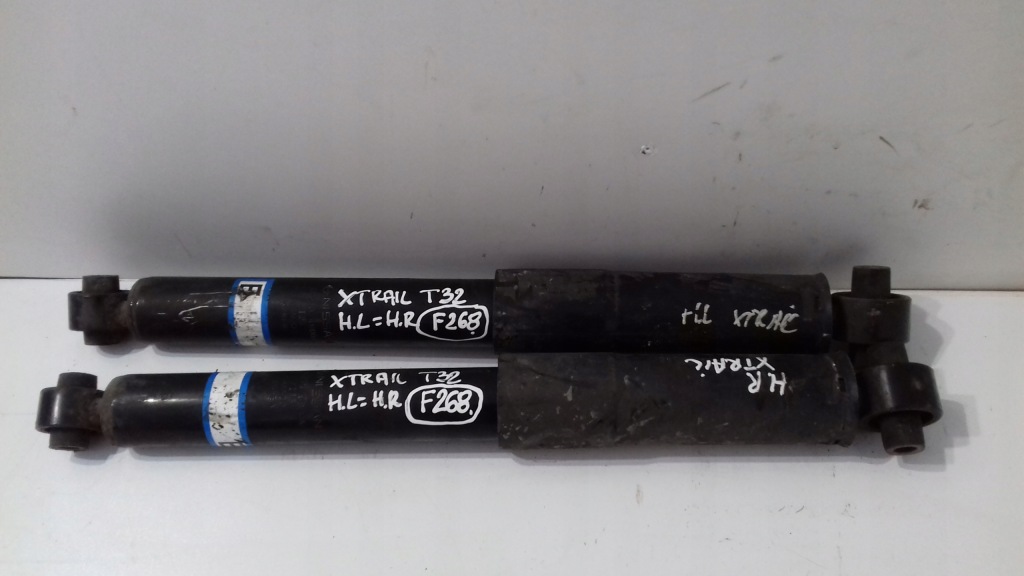 XTRAIL T32
H.L=H.R F268.
H.L XTRAIL
XTRAIL T32
H.L=H.R F268.
H.R
XTRAIL